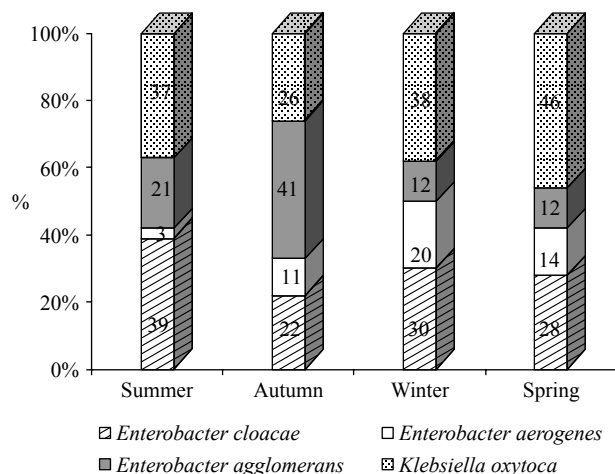 100%
80%
60%
40%
20%
0%
%
37 26 38 46
21 41 12 12
3 11 20 14
39 22 30 28
Summer Autumn Winter Spring
Enterobacter cloacae Enterobacter aerogenes
Enterobacter agglomerans Klebsiella oxytoca